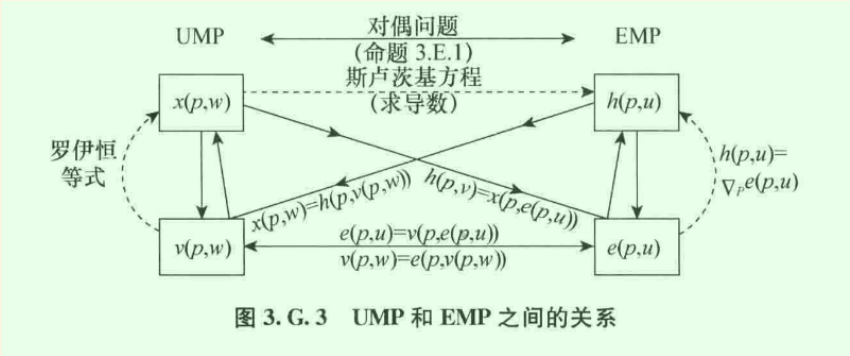 UMP 对偶问题 EMP
(命题 3.E.1)
斯卢茨基方程
x(p,w) (求导数) h(p,u)
罗伊恒
等式
h(p,u)=
∇ₚe(p,u)
x(p,w)=h(p,v(p,w))
h(p,v)=x(p,e(p,u))
e(p,u)=v(p,e(p,u))
v(p,w) e(p,u)
v(p,w)=e(p,v(p,w))
图 3. G. 3 UMP 和 EMP 之间的关系